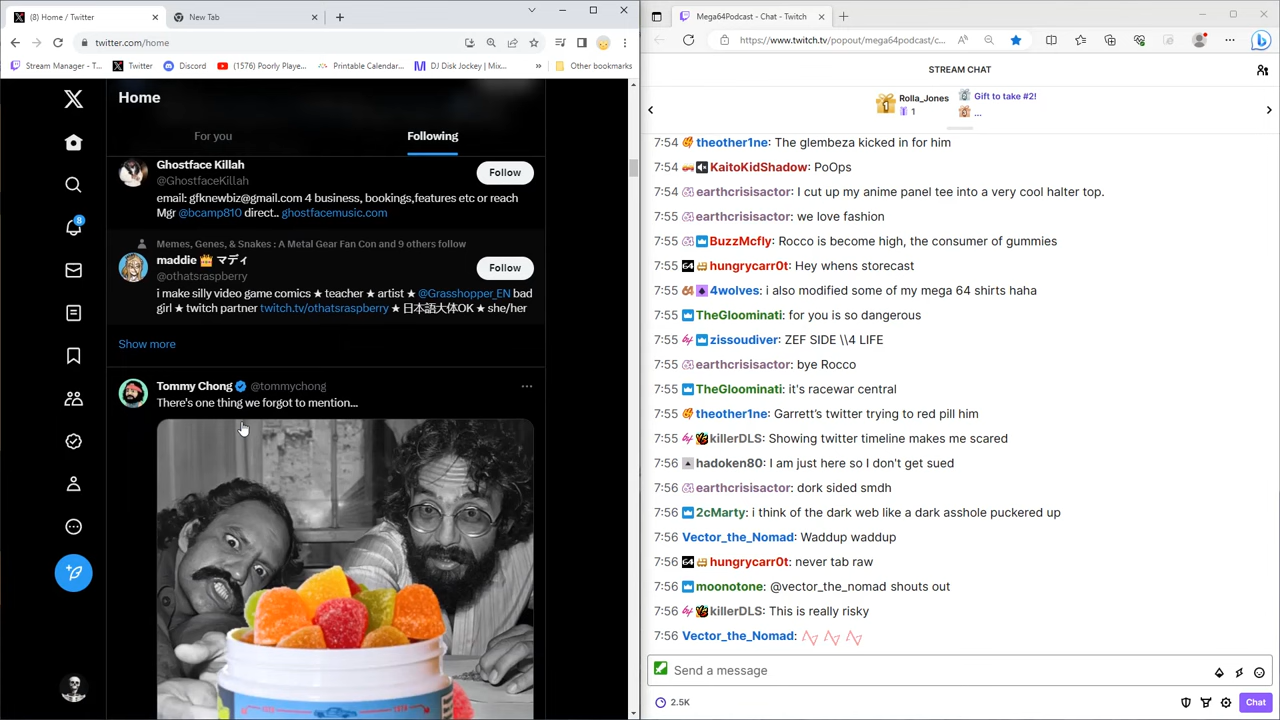 (8) Home / Twitter
New Tab
twitter.com/home
Stream Manager - T...
Twitter
Discord
(1576) Poorly Playe...
Printable Calendar...
DJ Disk Jockey | Mix...
»
Other bookmarks
Home
For you
Following
Ghostface Killah
@GhostfaceKillah
Follow
email: gfknewbiz@gmail.com 4 business, bookings,features etc or reach
Mgr @bcamp810 direct.. ghostfacemusic.com
Memes, Genes, & Snakes : A Metal Gear Fan Con and 9 others follow
maddie 👑 マディ
@othatsraspberry
Follow
i make silly video game comics ★ teacher ★ artist ★ @Grasshopper_EN bad
girl ★ twitch partner twitch.tv/othatsraspberry ★ 日本語大体OK ★ she/her
Show more
Tommy Chong @tommychong
There's one thing we forgot to mention...
8
Mega64Podcast - Chat - Twitch
https://www.twitch.tv/popout/mega64podcast/c...
STREAM CHAT
Rolla_Jones
1
Gift to take #2!
...
7:54 theother1ne: The glembeza kicked in for him
7:54 KaitoKidShadow: PoOps
7:54 earthcrisisactor: I cut up my anime panel tee into a very cool halter top.
7:55 earthcrisisactor: we love fashion
7:55 BuzzMcfly: Rocco is become high, the consumer of gummies
7:55 hungrycarr0t: Hey whens storecast
7:55 4wolves: i also modified some of my mega 64 shirts haha
7:55 TheGloominati: for you is so dangerous
7:55 zissoudiver: ZEF SIDE \\4 LIFE
7:55 earthcrisisactor: bye Rocco
7:55 TheGloominati: it's racewar central
7:55 theother1ne: Garrett's twitter trying to red pill him
7:55 killerDLS: Showing twitter timeline makes me scared
7:56 hadoken80: I am just here so I don't get sued
7:56 earthcrisisactor: dork sided smdh
7:56 2cMarty: i think of the dark web like a dark asshole puckered up
7:56 Vector_the_Nomad: Waddup waddup
7:56 hungrycarr0t: never tab raw
7:56 moonotone: @vector_the_nomad shouts out
7:56 killerDLS: This is really risky
7:56 Vector_the_Nomad:
Send a message
2.5K
Chat